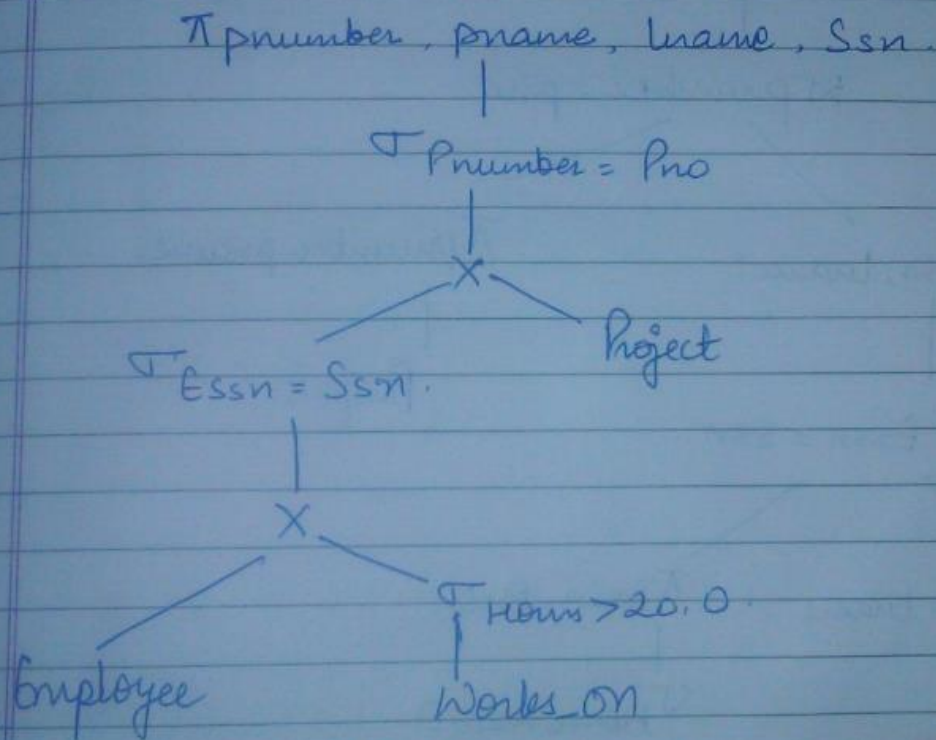 π pnumber, pname, lname, Ssn.
σ Pnumber = Pno
X
Project
σ Essn = Ssn.
X
σ Hours > 20.0
Employee
Works_on